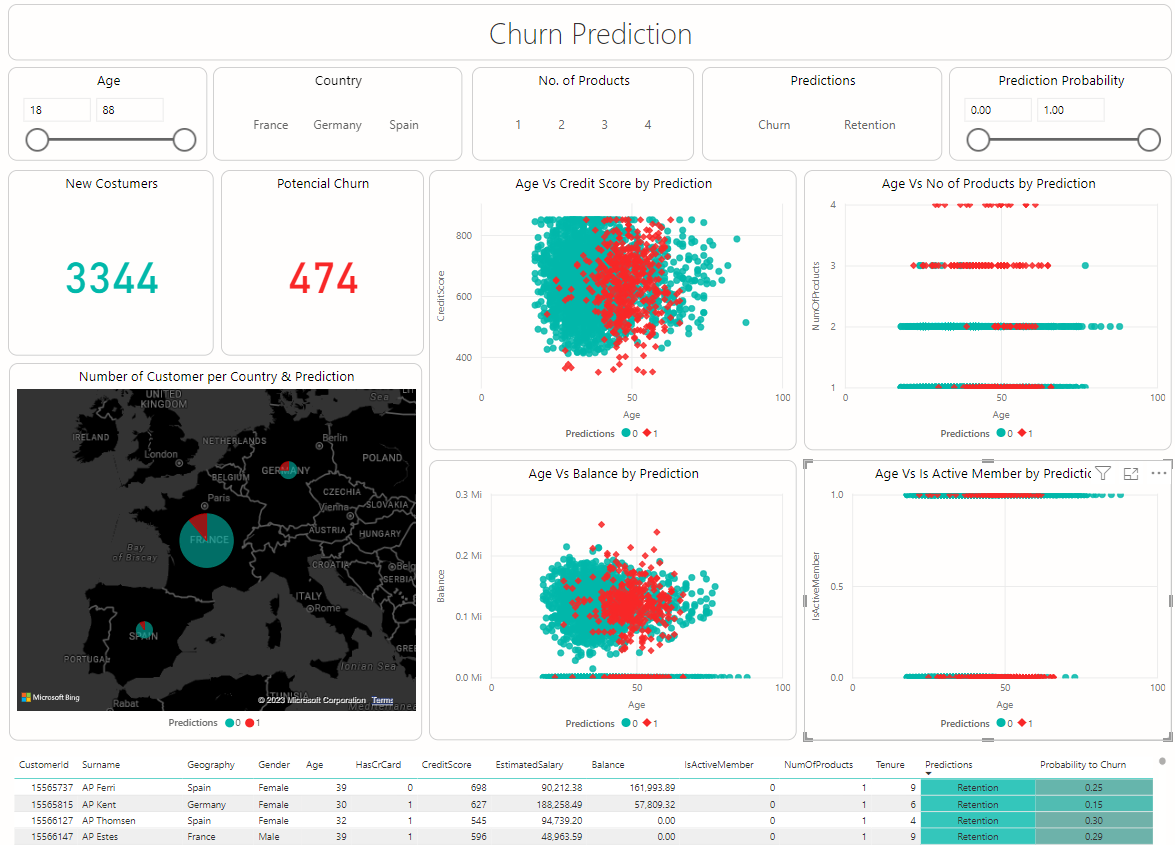 Churn Prediction
Age
18 88
Country
France Germany Spain
No. of Products
1 2 3 4
Predictions
Churn Retention
Prediction Probability
0.00 1.00
New Costumers
3344
Potencial Churn
474
Age Vs Credit Score by Prediction
CreditScore
800
600
400
0 50 100
Age
Predictions 0 1
Age Vs No of Products by Prediction
NumOfProducts
4
3
2
1
0 50 100
Age
Predictions 0 1
Number of Customer per Country & Prediction
UNITED
KINGDOM
Sea
IRELAND
NETHERLANDS
Berlin
London
GERMANY
POLAND
BELGIUM
Paris
CZECHIA
Vienna
SLOVAKIA
AUSTRIA
HUNGARY
FRANCE
Bay
of Biscay
CROATIA
Belg
SERBIA
ITALY
Rome
SPAIN
PORTUGAL
GRE
Ionian Sea
TUNISIA
Rabat
Mediterranean
Microsoft Bing
© 2023 Microsoft Corporation Terms
Predictions 0 1
Age Vs Balance by Prediction
Balance
0.3 Mi
0.2 Mi
0.1 Mi
0.0 Mi
0 50 100
Age
Predictions 0 1
Age Vs Is Active Member by Predictic
IsActiveMember
1.0
0.5
0.0
0 50 100
Age
Predictions 0 1
CustomerId Surname Geography Gender Age HasCrCard CreditScore EstimatedSalary Balance IsActiveMember NumOfProducts Tenure Predictions Probability to Churn
15565737 AP Ferri Spain Female 39 0 698 90,212.38 161,993.89 0 1 9 Retention 0.25
15565815 AP Kent Germany Female 30 1 627 188,258.49 57,809.32 0 1 6 Retention 0.15
15566127 AP Thomsen Spain Female 32 1 545 94,739.20 0.00 0 1 4 Retention 0.30
15566147 AP Estes France Male 39 1 596 48,963.59 0.00 0 1 9 Retention 0.29